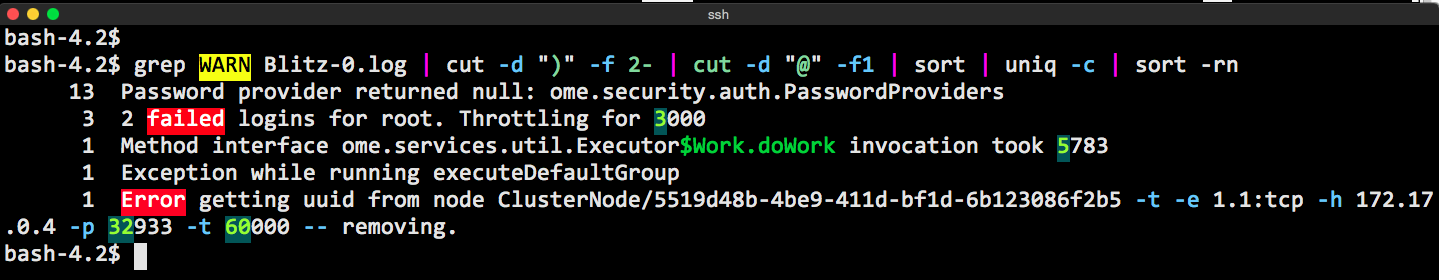 ssh
bash-4.2$
bash-4.2$ grep WARN Blitz-0.log | cut -d ")" -f 2- | cut -d "@" -f1 | sort | uniq -c | sort -rn
13 Password provider returned null: ome.security.auth.PasswordProviders
3 2 failed logins for root. Throttling for 3000
1 Method interface ome.services.util.Executor$Work.doWork invocation took 5783
1 Exception while running executeDefaultGroup
1 Error getting uuid from node ClusterNode/5519d48b-4be9-411d-bf1d-6b123086f2b5 -t -e 1.1:tcp -h 172.17
.0.4 -p 32933 -t 60000 -- removing.
bash-4.2$